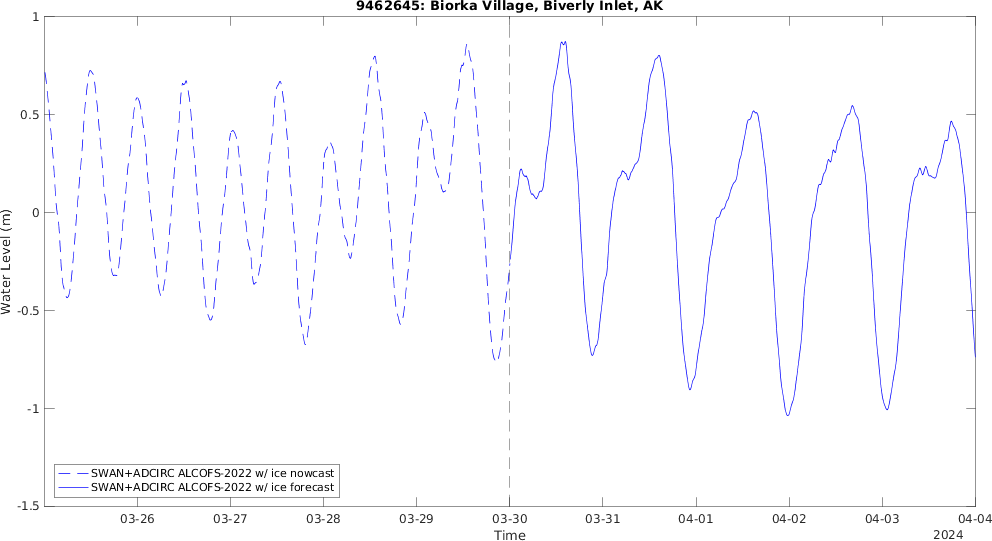 9462645: Biorka Village, Biverly Inlet, AK
Water Level (m)
1
0.5
0
-0.5
-1
-1.5
SWAN+ADCIRC ALCOFS-2022 w/ ice nowcast
SWAN+ADCIRC ALCOFS-2022 w/ ice forecast
03-26 03-27 03-28 03-29 03-30 03-31 04-01 04-02 04-03 04-04
Time
2024